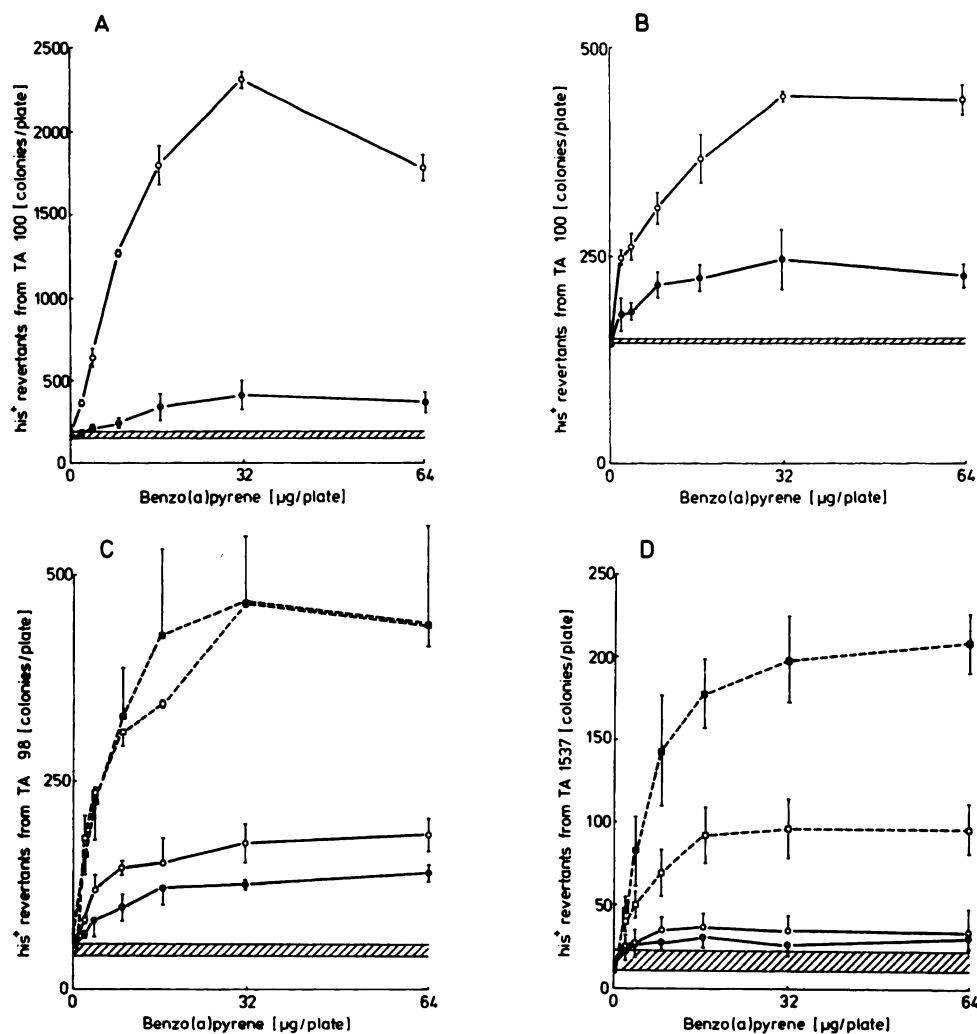 A
his⁺ revertants from TA 100 [colonies/plate]
2500
2000
1500
1000
500
0
0
32
64
Benzo(a)pyrene [µg/plate]
B
his⁺ revertants from TA 100 [colonies/plate]
500
250
0
0
32
64
Benzo(a)pyrene [µg/plate]
C
his⁺ revertants from TA 98 [colonies/plate]
500
250
0
0
32
64
Benzo(a)pyrene [µg/plate]
D
his⁺ revertants from TA 1537 [colonies/plate]
250
200
150
100
50
0
0
32
64
Benzo(a)pyrene [µg/plate]